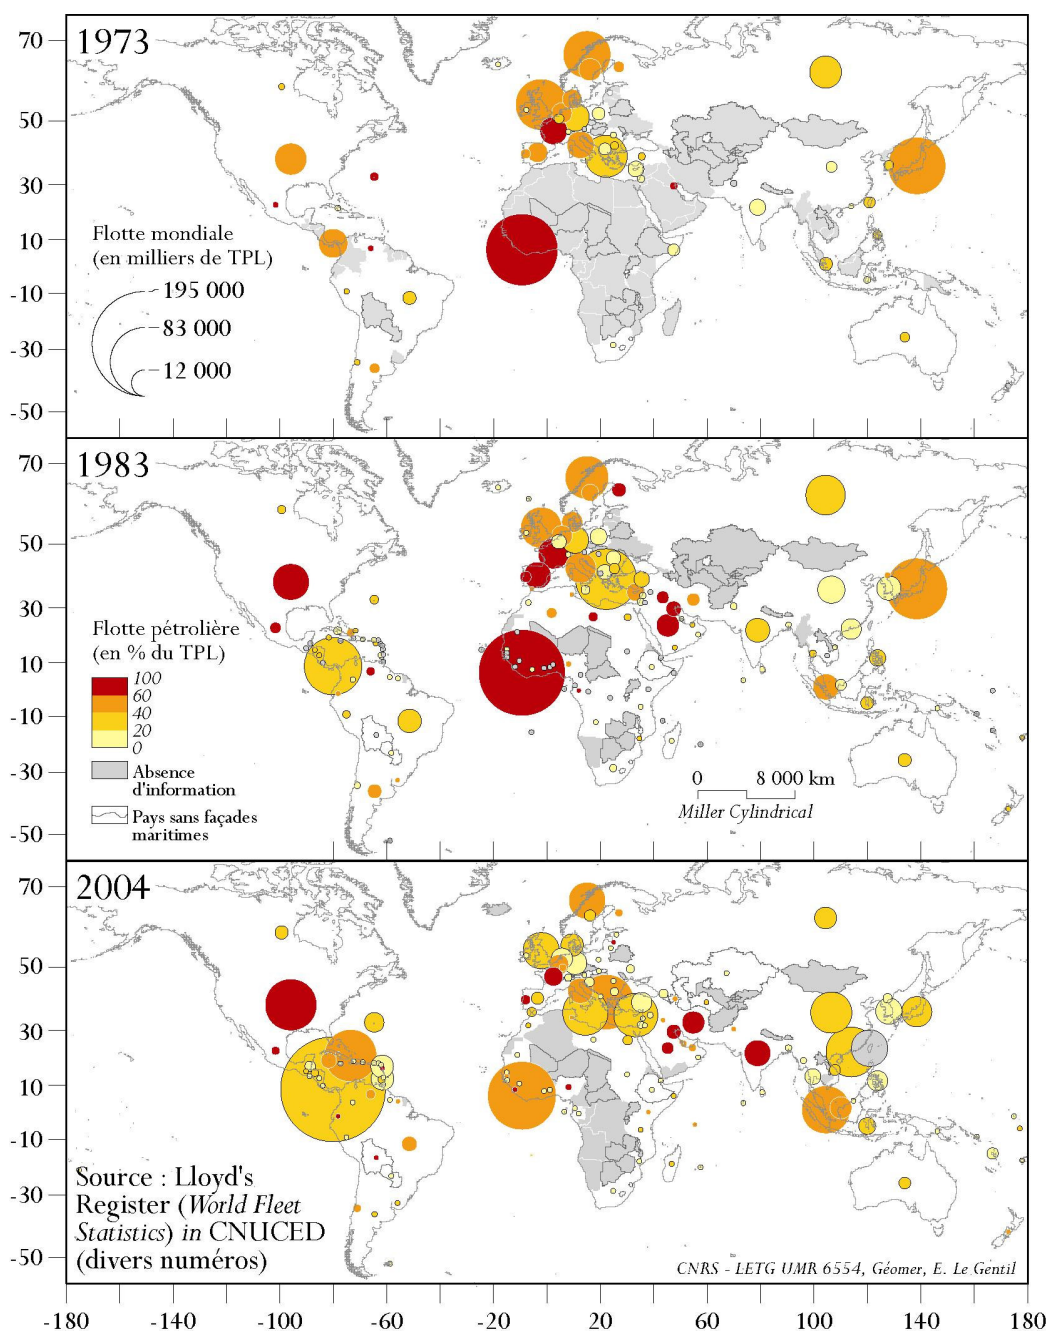 1973
70
50
30
10
-10
-30
-50
Flotte mondiale
(en milliers de TPL)
195 000
83 000
12 000
1983
70
50
30
10
-10
-30
-50
Flotte pétrolière
(en % du TPL)
100
60
40
20
0
Absence
d'information
Pays sans façades
maritimes
0 8 000 km
Miller Cylindrical
2004
70
50
30
10
-10
-30
-50
Source : Lloyd's
Register (World Fleet
Statistics) in CNUCED
(divers numéros)
CNRS - LETG UMR 6554, Géomer, E. Le Gentil
-180 -140 -100 -60 -20 20 60 100 140 180